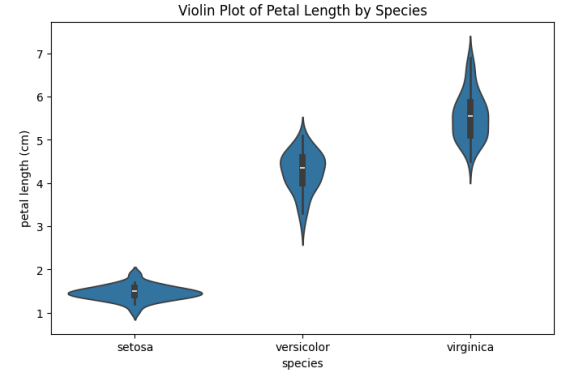 Violin Plot of Petal Length by Species
petal length (cm)
7
6
5
4
3
2
1
setosa versicolor virginica
species